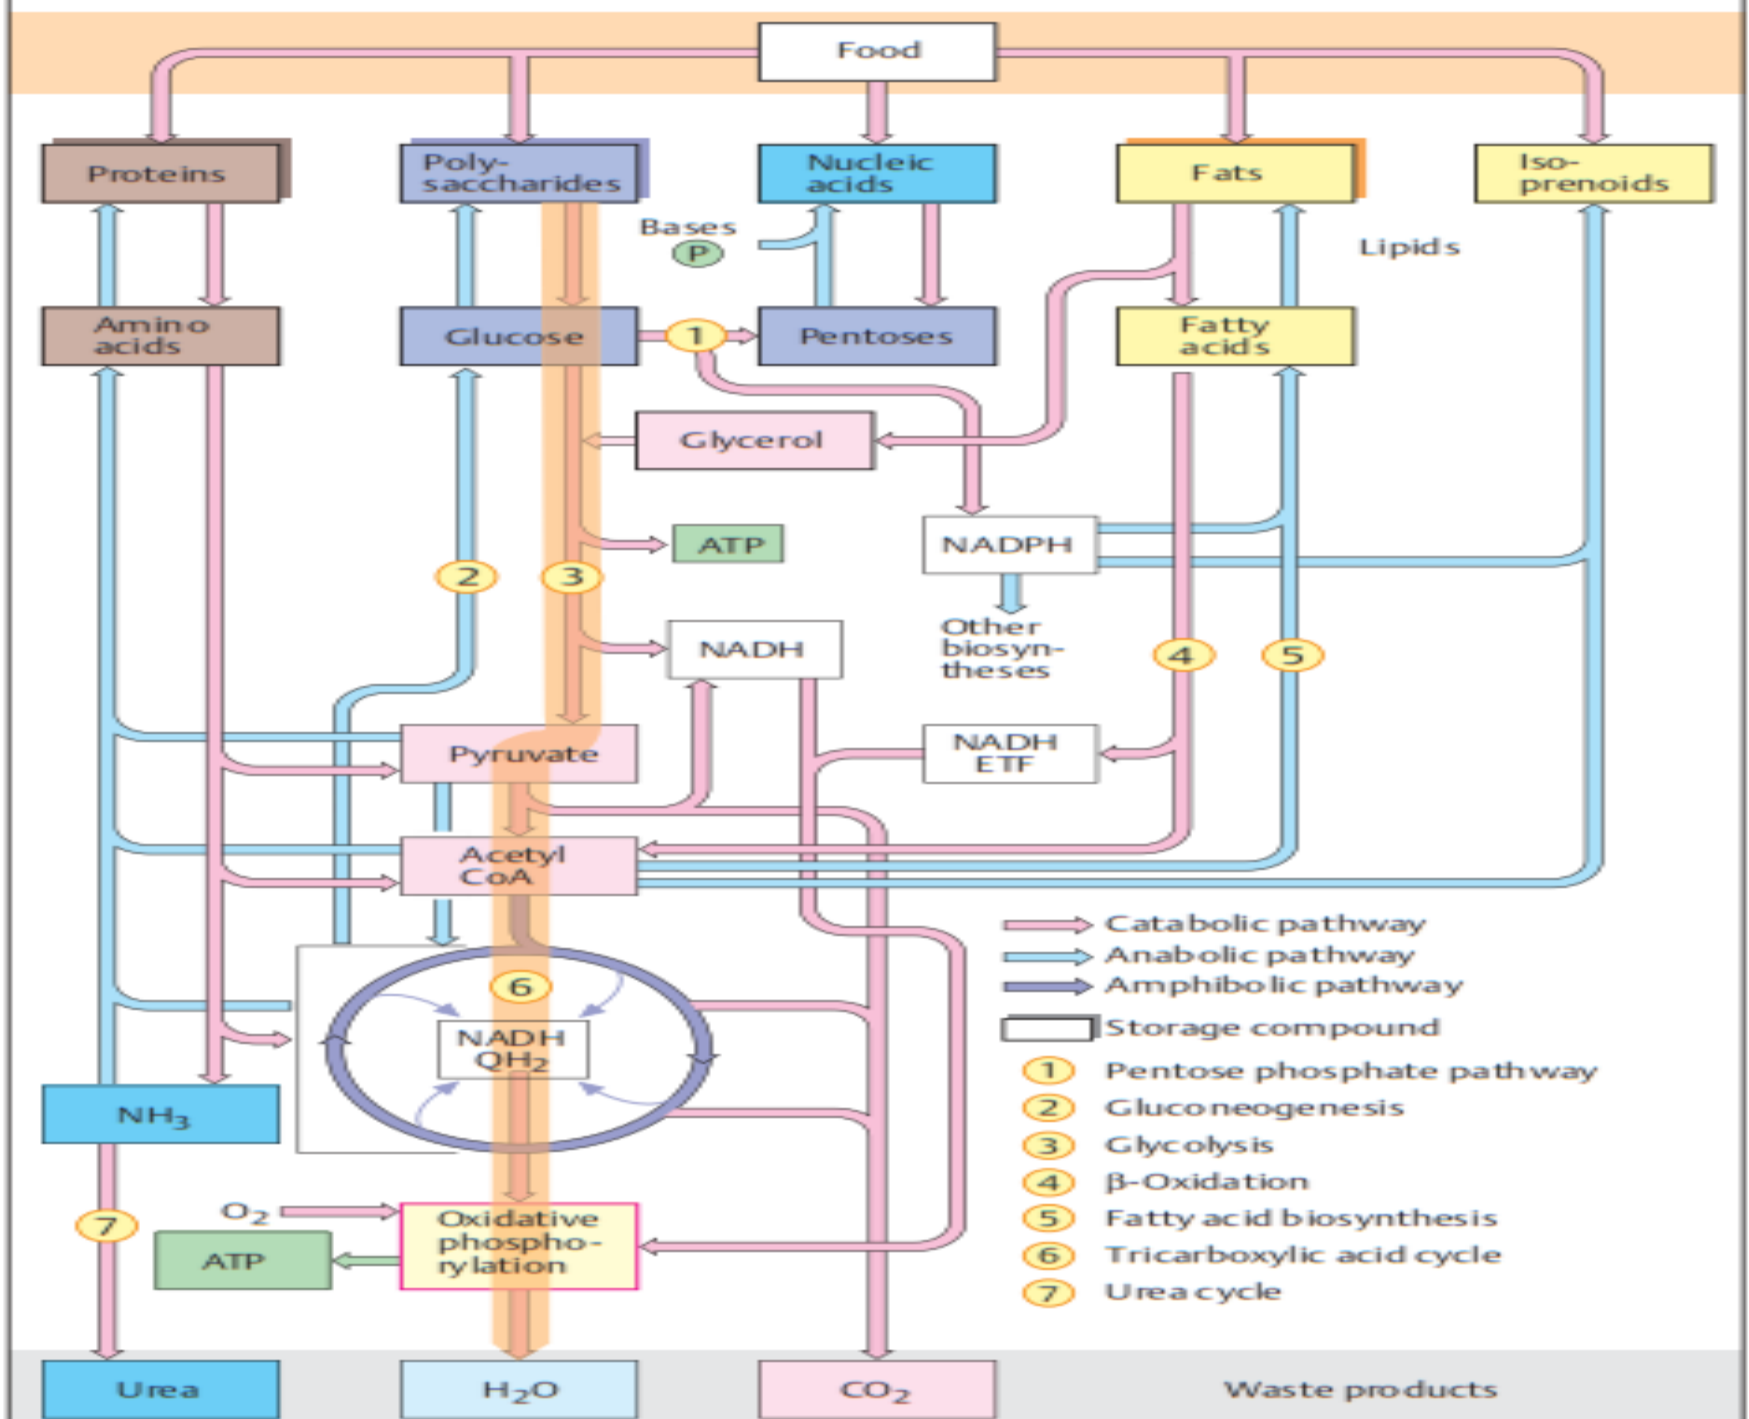 Food
Proteins
Poly-
saccharides
Nucleic
acids
Fats
Iso-
prenoids
Bases
P
Lipids
Amino
acids
Glucose
1
Pentoses
Fatty
acids
Glycerol
ATP
NADPH
2
3
Other
biosyn-
theses
NADH
4
5
Pyruvate
NADH
ETF
Acetyl
CoA
Catabolic pathway
Anabolic pathway
Amphibolic pathway
Storage compound
6
NADH
QH2
1 Pentose phosphate pathway
2 Gluconeogenesis
3 Glycolysis
4 β-Oxidation
5 Fatty acid biosynthesis
6 Tricarboxylic acid cycle
7 Urea cycle
NH3
7
O2
Oxidative
phospho-
rylation
ATP
Urea
H2O
CO2
Waste products